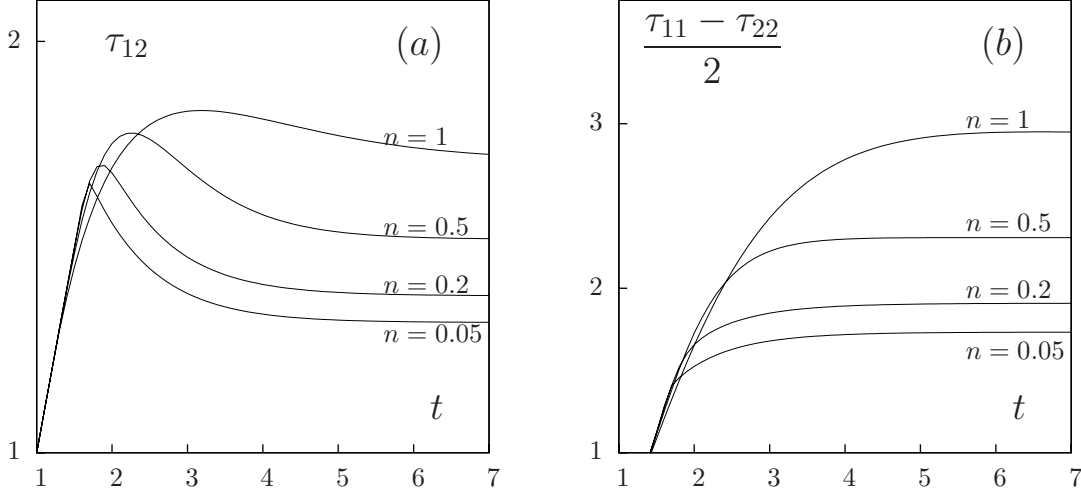 2
τ12
(a)
n = 1
n = 0.5
n = 0.2
n = 0.05
t
1
1 2 3 4 5 6 7
τ11 − τ22
2
(b)
3
n = 1
n = 0.5
2
n = 0.2
n = 0.05
t
1
1 2 3 4 5 6 7